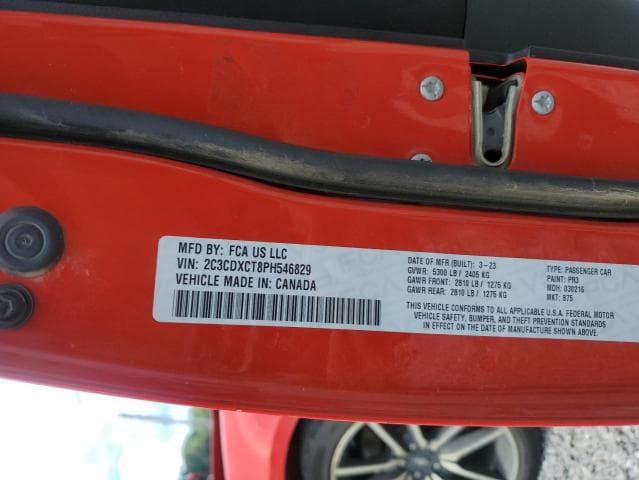 MFD BY: FCA US LLC
VIN: 2C3CDXCT8PH546829
VEHICLE MADE IN: CANADA
DATE OF MFR (BUILT): 3-23
GVWR: 5300 LB / 2405 KG
GAWR FRONT: 2810 LB / 1275 KG
GAWR REAR: 2810 LB / 1275 KG
TYPE: PASSENGER CAR
PAINT: PR3
MDH: 030216
MKT: 875
THIS VEHICLE CONFORMS TO ALL APPLICABLE U.S.A. FEDERAL MOTOR
VEHICLE SAFETY, BUMPER, AND THEFT PREVENTION STANDARDS
IN EFFECT ON THE DATE OF MANUFACTURE SHOWN ABOVE.